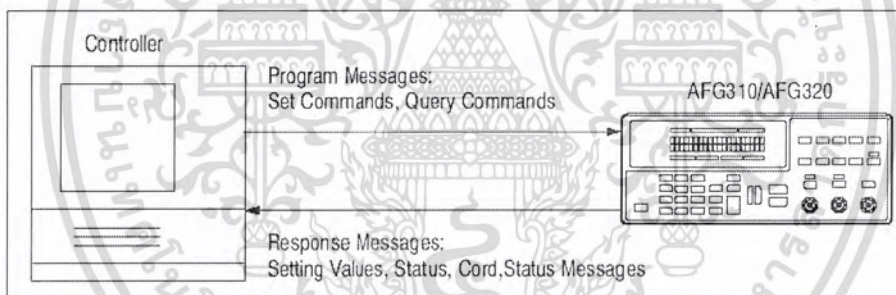 Controller
Program Messages:
Set Commands, Query Commands
AFG310/AFG320
Response Messages:
Setting Values, Status, Cord,Status Messages